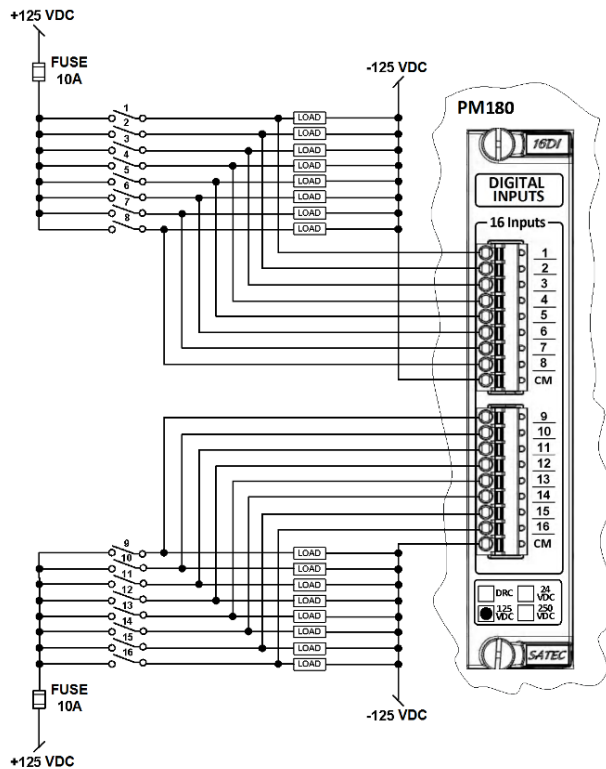 +125 VDC
FUSE
10A
-125 VDC
1
2
3
4
5
6
7
8
LOAD
LOAD
LOAD
LOAD
LOAD
LOAD
LOAD
LOAD
PM180
16DI
DIGITAL
INPUTS
16 Inputs
1
2
3
4
5
6
7
8
CM
9
10
11
12
13
14
15
16
CM
9
10
11
12
13
14
15
16
LOAD
LOAD
LOAD
LOAD
LOAD
LOAD
LOAD
LOAD
DRC
24
VDC
125
VDC
250
VDC
SATEC
FUSE
10A
-125 VDC
+125 VDC